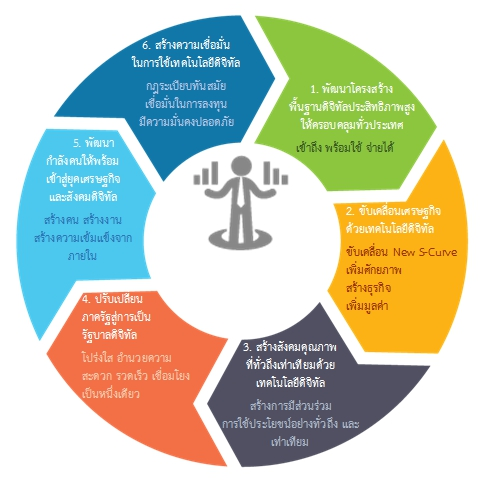 1. พัฒนาโครงสร้าง
พื้นฐานดิจิทัลประสิทธิภาพสูง
ให้ครอบคลุมทั่วประเทศ
เข้าถึง พร้อมใช้ จ่ายได้
2. ขับเคลื่อนเศรษฐกิจ
ด้วยเทคโนโลยีดิจิทัล
ขับเคลื่อน New S-Curve
เพิ่มศักยภาพ
สร้างธุรกิจ
เพิ่มมูลค่า
3. สร้างสังคมคุณภาพ
ที่ทั่วถึงเท่าเทียมด้วย
เทคโนโลยีดิจิทัล
สร้างการมีส่วนร่วม
การใช้ประโยชน์อย่างทั่วถึง และ
เท่าเทียม
4. ปรับเปลี่ยน
ภาครัฐสู่การเป็น
รัฐบาลดิจิทัล
โปร่งใส อำนวยความ
สะดวก รวดเร็ว เชื่อมโยง
เป็นหนึ่งเดียว
5. พัฒนา
กำลังคนให้พร้อม
เข้าสู่ยุคเศรษฐกิจ
และสังคมดิจิทัล
สร้างคน สร้างงาน
สร้างความเข้มแข็งจาก
ภายใน
6. สร้างความเชื่อมั่น
ในการใช้เทคโนโลยีดิจิทัล
กฎระเบียบทันสมัย
เชื่อมั่นในการลงทุน
มีความมั่นคงปลอดภัย